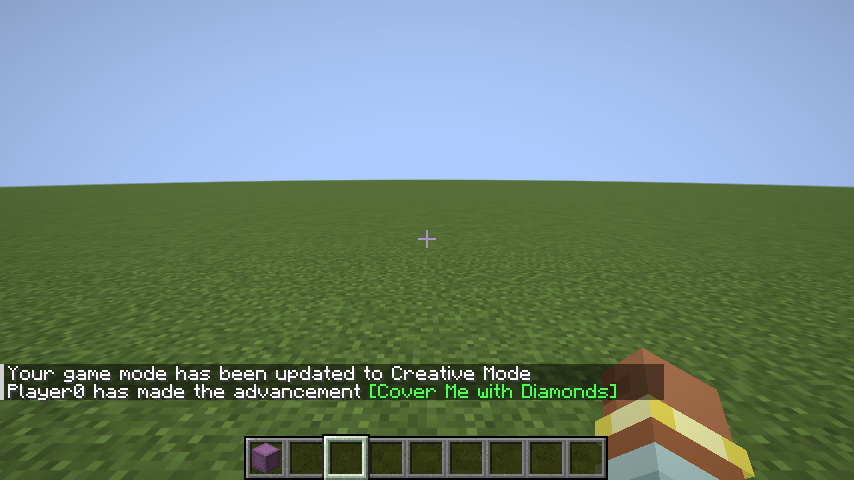 Your game mode has been updated to Creative Mode
Player0 has made the advancement [Cover Me with Diamonds]